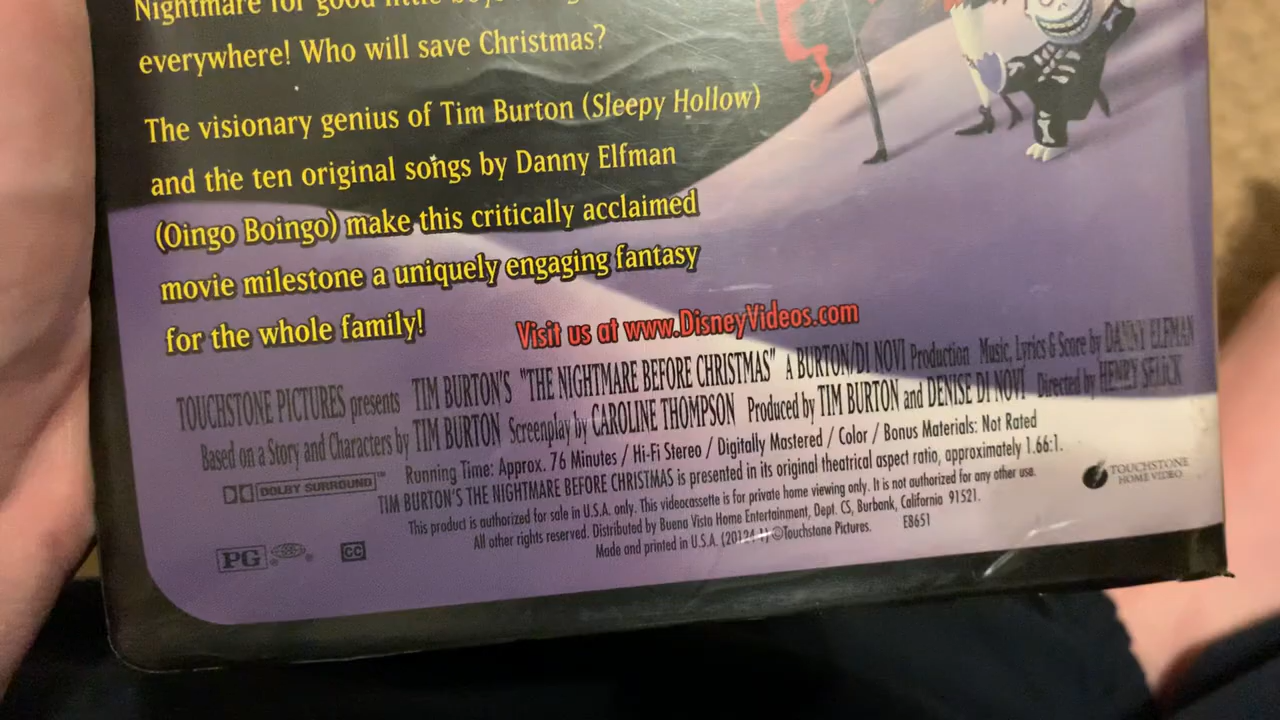 Nightmare for good little
everywhere! Who will save Christmas?
The visionary genius of Tim Burton (Sleepy Hollow)
and the ten original songs by Danny Elfman
(Oingo Boingo) make this critically acclaimed
movie milestone a uniquely engaging fantasy
for the whole family!
Visit us at www.DisneyVideos.com
TOUCHSTONE PICTURES presents TIM BURTON'S "THE NIGHTMARE BEFORE CHRISTMAS" A BURTON/DI NOVI Production Music, Lyrics & Score by DANNY ELFMAN
Based on a Story and Characters by TIM BURTON Screenplay by CAROLINE THOMPSON Produced by TIM BURTON and DENISE DI NOVI Directed by HENRY SELICK
Running Time: Approx. 76 Minutes / Hi-Fi Stereo / Digitally Mastered / Color / Bonus Materials: Not Rated
DOLBY SURROUND
TIM BURTON'S THE NIGHTMARE BEFORE CHRISTMAS is presented in its original theatrical aspect ratio, approximately 1.66:1.
This product is authorized for sale in U.S.A. only. This videocassette is for private home viewing only. It is not authorized for any other use.
All other rights reserved. Distributed by Buena Vista Home Entertainment, Dept. CS, Burbank, California 91521.
Made and printed in U.S.A. (20124-1) ©Touchstone Pictures. E8651
TOUCHSTONE
HOME VIDEO
PG ® ®
CC